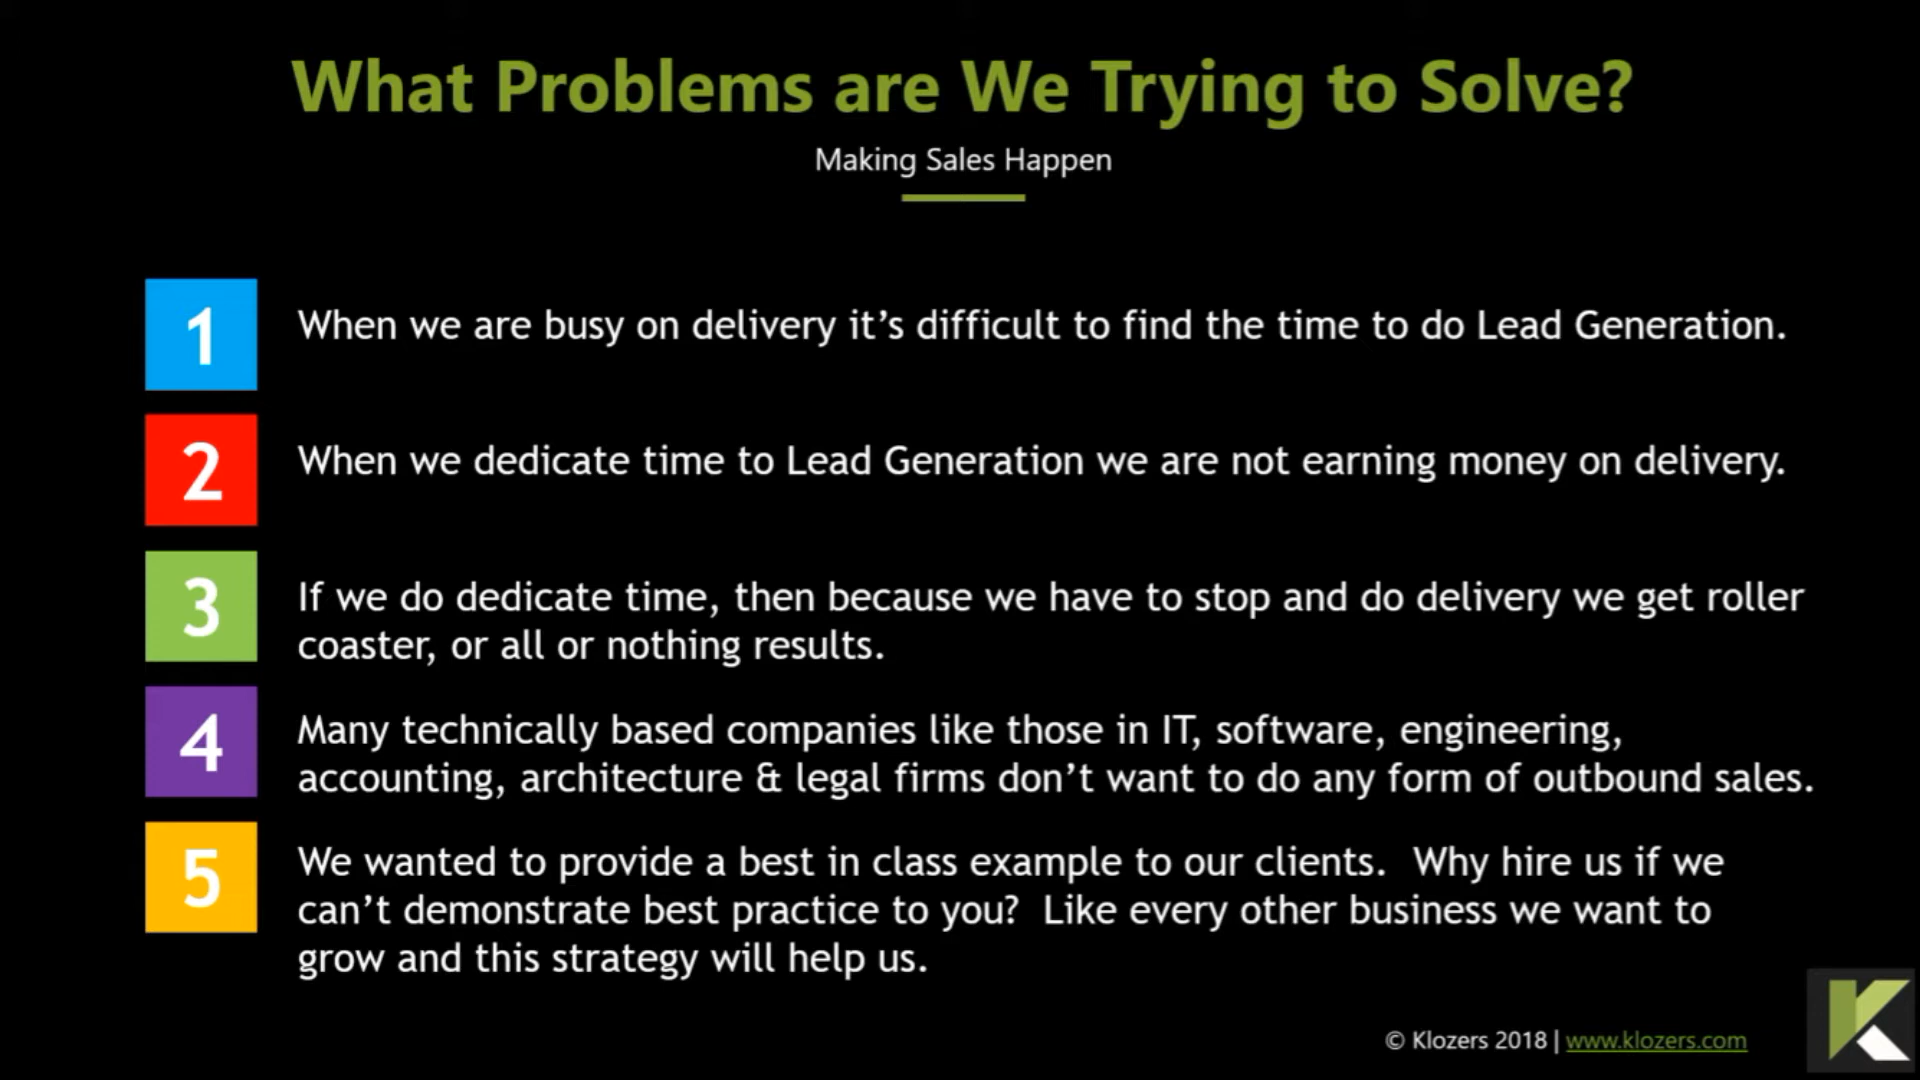 What Problems are We Trying to Solve?
Making Sales Happen
1
When we are busy on delivery it’s difficult to find the time to do Lead Generation.
2
When we dedicate time to Lead Generation we are not earning money on delivery.
3
If we do dedicate time, then because we have to stop and do delivery we get roller
coaster, or all or nothing results.
4
Many technically based companies like those in IT, software, engineering,
accounting, architecture & legal firms don’t want to do any form of outbound sales.
5
We wanted to provide a best in class example to our clients.  Why hire us if we
can’t demonstrate best practice to you?  Like every other business we want to
grow and this strategy will help us.
© Klozers 2018 | www.klozers.com
K